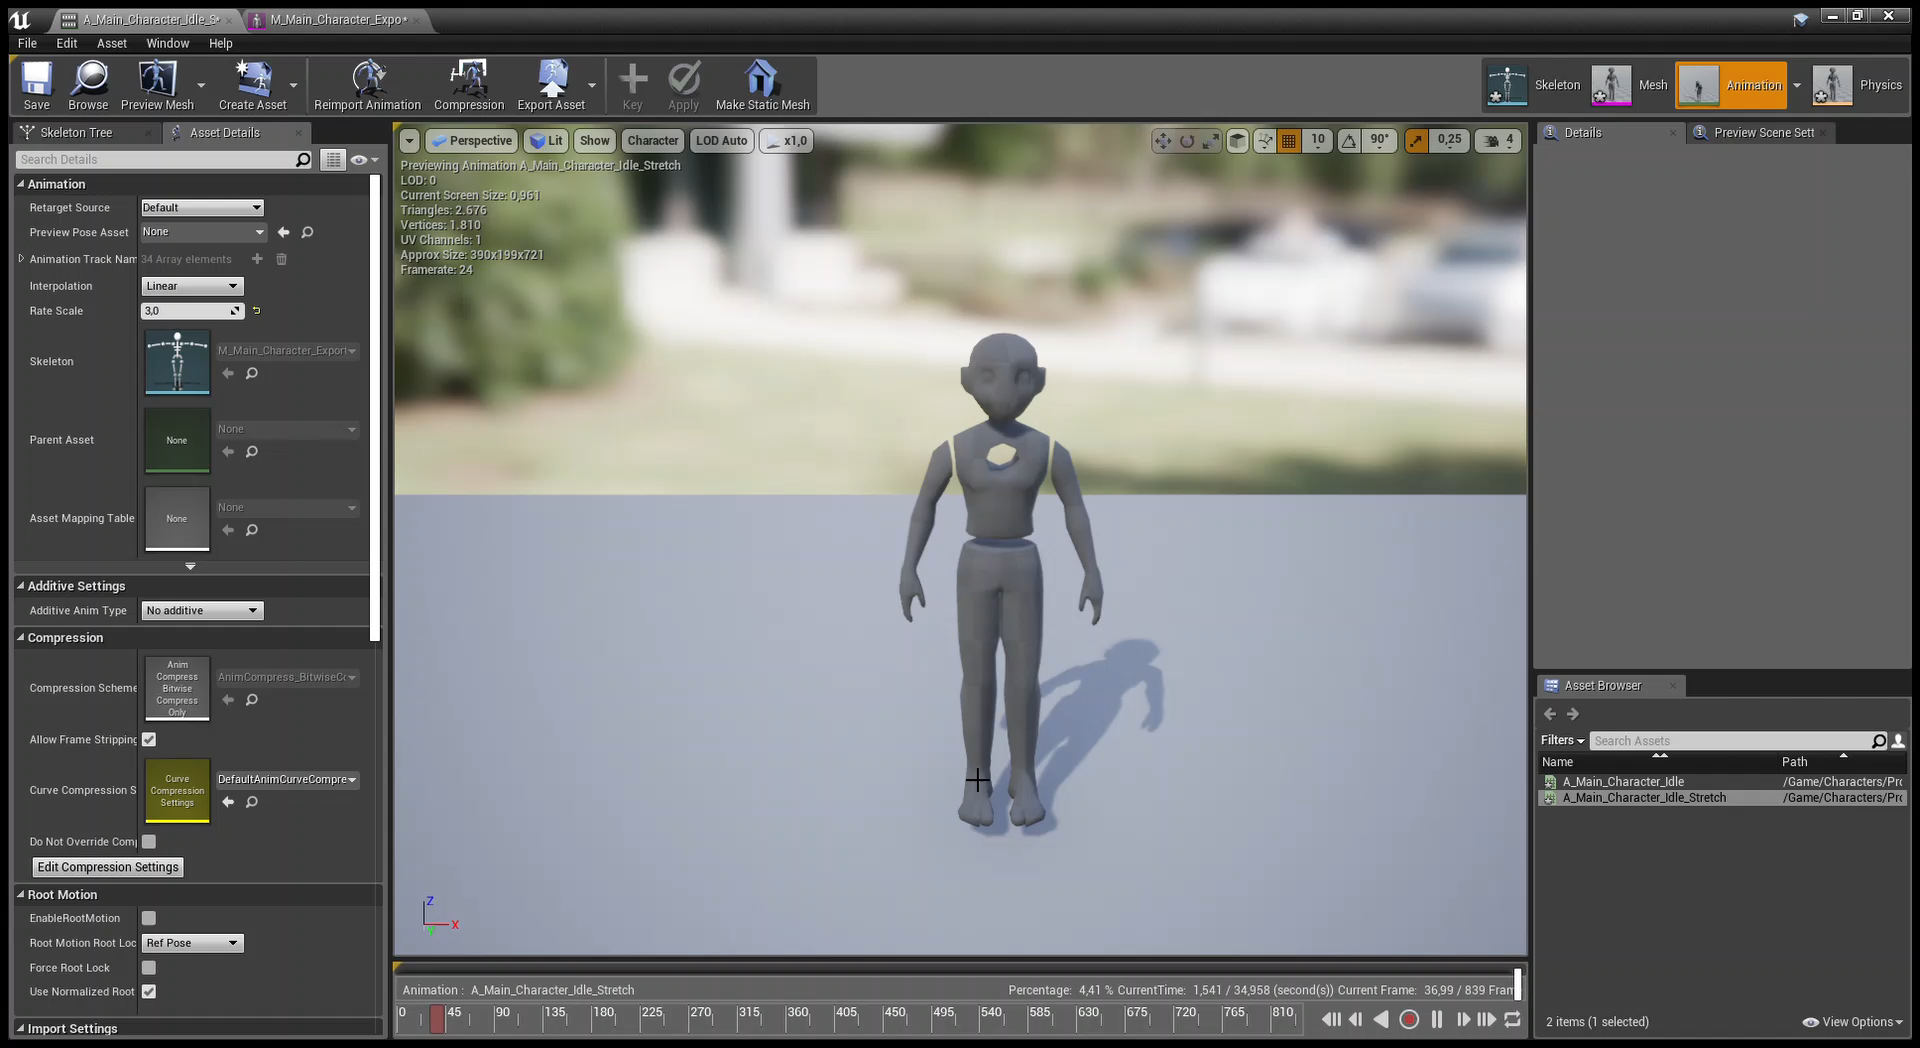 A_Main_Character_Idle_S*
M_Main_Character_Expo*
File Edit Asset Window Help
Save Browse Preview Mesh Create Asset Reimport Animation Compression Export Asset Key Apply Make Static Mesh
Skeleton Mesh Animation Physics
Skeleton Tree Asset Details
Search Details
Animation
Retarget Source Default
Preview Pose Asset None
Animation Track Nam 34 Array elements
Interpolation Linear
Rate Scale 3,0
Skeleton M_Main_Character_Export
Parent Asset None None
Asset Mapping Table None None
Additive Settings
Additive Anim Type No additive
Compression
Compression Scheme
Anim
Compress
Bitwise
Compress
Only
AnimCompress_BitwiseCo
Allow Frame Stripping
Curve Compression S
Curve
Compression
Settings
DefaultAnimCurveCompre
Do Not Override Comp
Edit Compression Settings
Root Motion
EnableRootMotion
Root Motion Root Loc Ref Pose
Force Root Lock
Use Normalized Root
Import Settings
Perspective Lit Show Character LOD Auto x1,0
10 90° 0,25 4
Previewing Animation A_Main_Character_Idle_Stretch
LOD: 0
Current Screen Size: 0,961
Triangles: 2.676
Vertices: 1.810
UV Channels: 1
Approx Size: 390x199x721
Framerate: 24
Z
X
Y
Animation : A_Main_Character_Idle_Stretch
Percentage: 4,41 % CurrentTime: 1,541 / 34,958 (second(s)) Current Frame: 36,99 / 839 Fram
0 45 90 135 180 225 270 315 360 405 450 495 540 585 630 675 720 765 810
Details Preview Scene Sett
Asset Browser
Filters Search Assets
Name Path
A_Main_Character_Idle /Game/Characters/Pro
A_Main_Character_Idle_Stretch /Game/Characters/Pro
2 items (1 selected) View Options